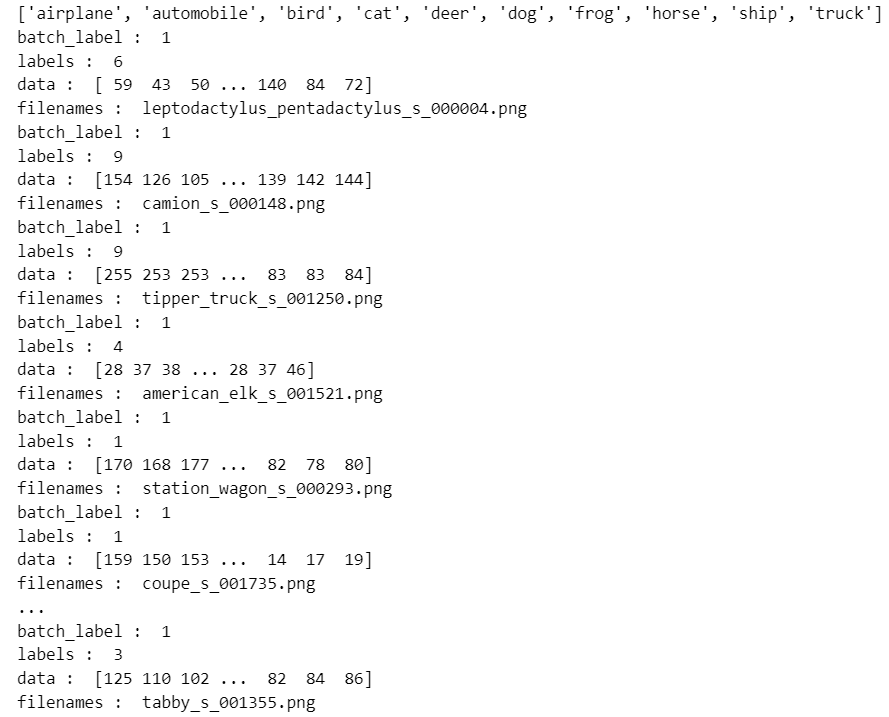 ['airplane', 'automobile', 'bird', 'cat', 'deer', 'dog', 'frog', 'horse', 'ship', 'truck']
batch_label :  1
labels :  6
data :  [ 59  43  50 ... 140  84  72]
filenames :  leptodactylus_pentadactylus_s_000004.png
batch_label :  1
labels :  9
data :  [154 126 105 ... 139 142 144]
filenames :  camion_s_000148.png
batch_label :  1
labels :  9
data :  [255 253 253 ...  83  83  84]
filenames :  tipper_truck_s_001250.png
batch_label :  1
labels :  4
data :  [28 37 38 ... 28 37 46]
filenames :  american_elk_s_001521.png
batch_label :  1
labels :  1
data :  [170 168 177 ...  82  78  80]
filenames :  station_wagon_s_000293.png
batch_label :  1
labels :  1
data :  [159 150 153 ...  14  17  19]
filenames :  coupe_s_001735.png
...
batch_label :  1
labels :  3
data :  [125 110 102 ...  82  84  86]
filenames :  tabby_s_001355.png